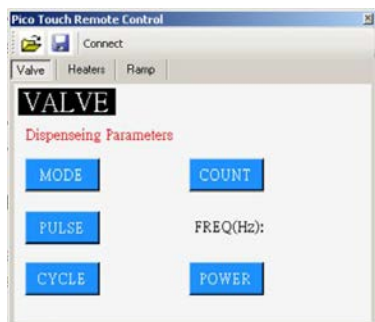 Pico Touch Remote Control
Connect
Valve Heaters Ramp
VALVE
Dispenseing Parameters
MODE COUNT
PULSE FREQ(Hz):
CYCLE POWER